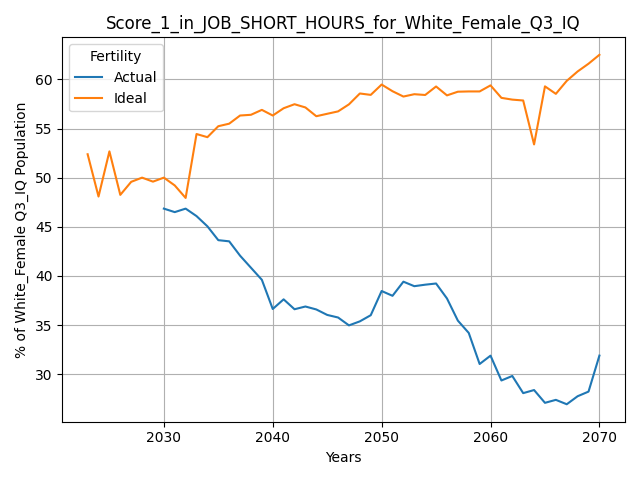 Score_1_in_JOB_SHORT_HOURS_for_White_Female_Q3_IQ
Fertility
Actual
Ideal
% of White_Female Q3_IQ Population
60
55
50
45
40
35
30
2030
2040
2050
2060
2070
Years